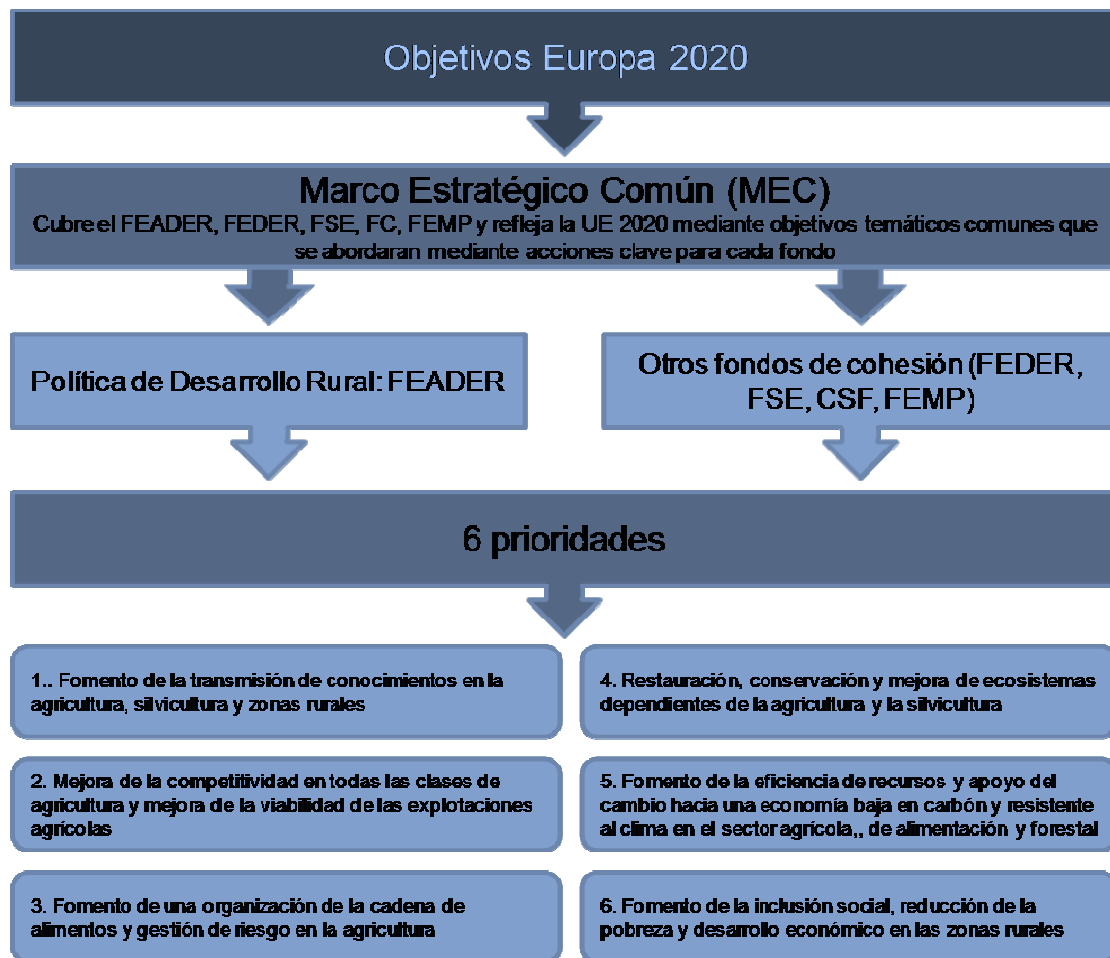 Objetivos Europa 2020
Marco Estratégico Común (MEC)
Cubre el FEADER, FEDER, FSE, FC, FEMP y refleja la UE 2020 mediante objetivos temáticos comunes que
se abordaran mediante acciones clave para cada fondo
Política de Desarrollo Rural: FEADER
Otros fondos de cohesión (FEDER,
FSE, CSF, FEMP)
6 prioridades
1.. Fomento de la transmisión de conocimientos en la
agricultura, silvicultura y zonas rurales
2. Mejora de la competitividad en todas las clases de
agricultura y mejora de la viabilidad de las explotaciones
agrícolas
3. Fomento de una organización de la cadena de
alimentos y gestión de riesgo en la agricultura
4. Restauración, conservación y mejora de ecosistemas
dependientes de la agricultura y la silvicultura
5. Fomento de la eficiencia de recursos y apoyo del
cambio hacia una economía baja en carbón y resistente
al clima en el sector agrícola,, de alimentación y forestal
6. Fomento de la inclusión social, reducción de la
pobreza y desarrollo económico en las zonas rurales